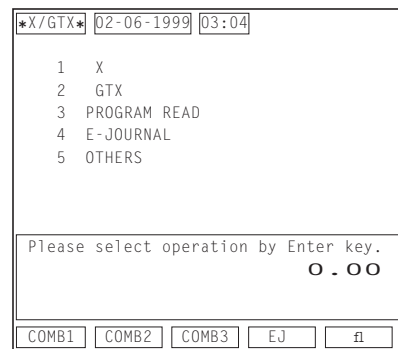 *X/GTX* 02-06-1999 03:04
1 X
2 GTX
3 PROGRAM READ
4 E-JOURNAL
5 OTHERS
Please select operation by Enter key.
0.00
COMB1 COMB2 COMB3 EJ fl